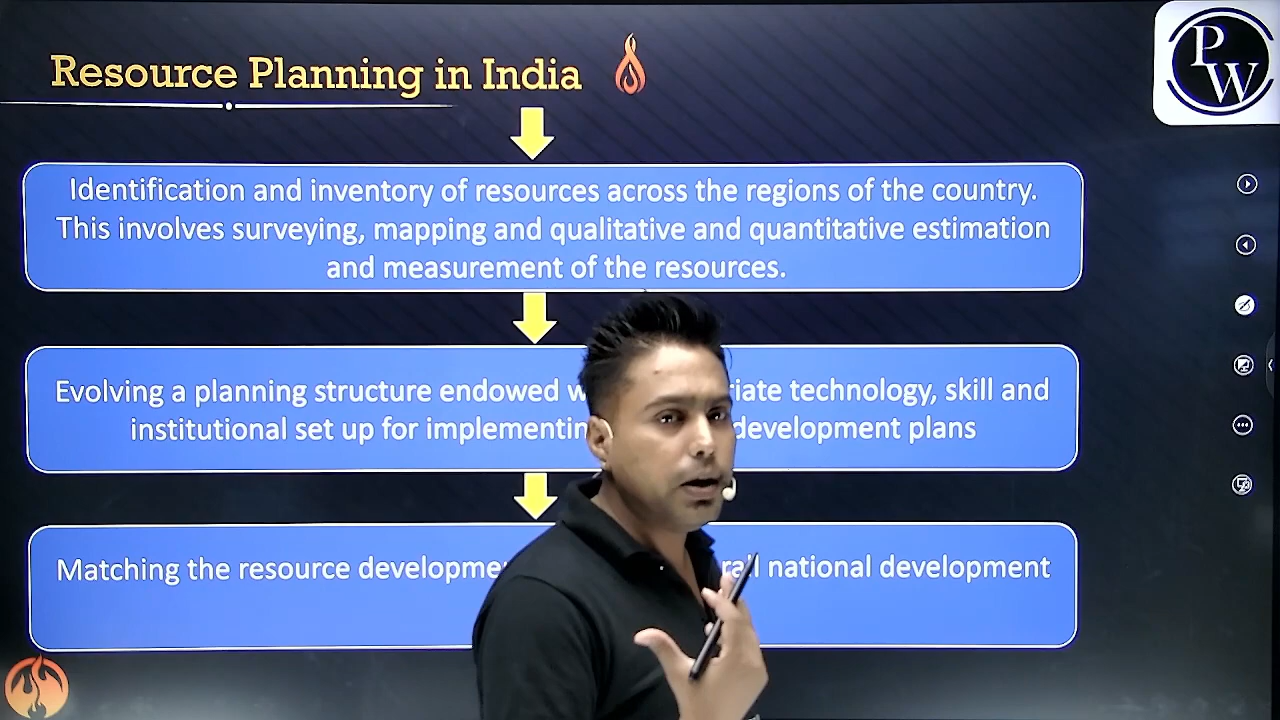 Resource Planning in India
PW
Identification and inventory of resources across the regions of the country.
This involves surveying, mapping and qualitative and quantitative estimation
and measurement of the resources.
Evolving a planning structure endowed technology, skill and
institutional set up for development plans
Matching the resource national development